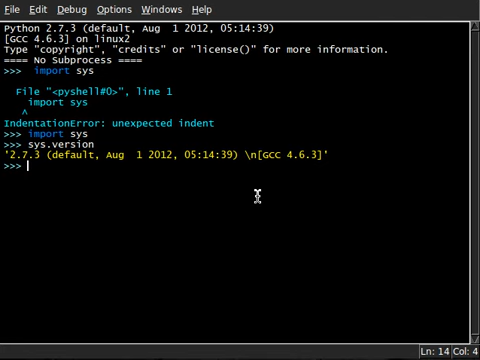 File Edit Debug Options Windows Help
Python 2.7.3 (default, Aug  1 2012, 05:14:39)
[GCC 4.6.3] on linux2
Type "copyright", "credits" or "license()" for more information.
==== No Subprocess ====
>>>  import sys
  File "<pyshell#0>", line 1
    import sys
   ^
IndentationError: unexpected indent
>>> import sys
>>> sys.version
'2.7.3 (default, Aug  1 2012, 05:14:39) \n[GCC 4.6.3]'
>>>
Ln: 14 Col: 4